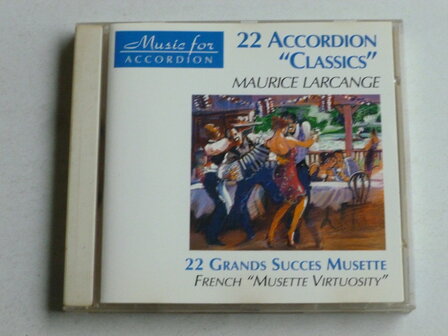 Music for
ACCORDION
22 ACCORDION
"CLASSICS"
MAURICE LARCANGE
22 GRANDS SUCCES MUSETTE
FRENCH "MUSETTE VIRTUOSITY"